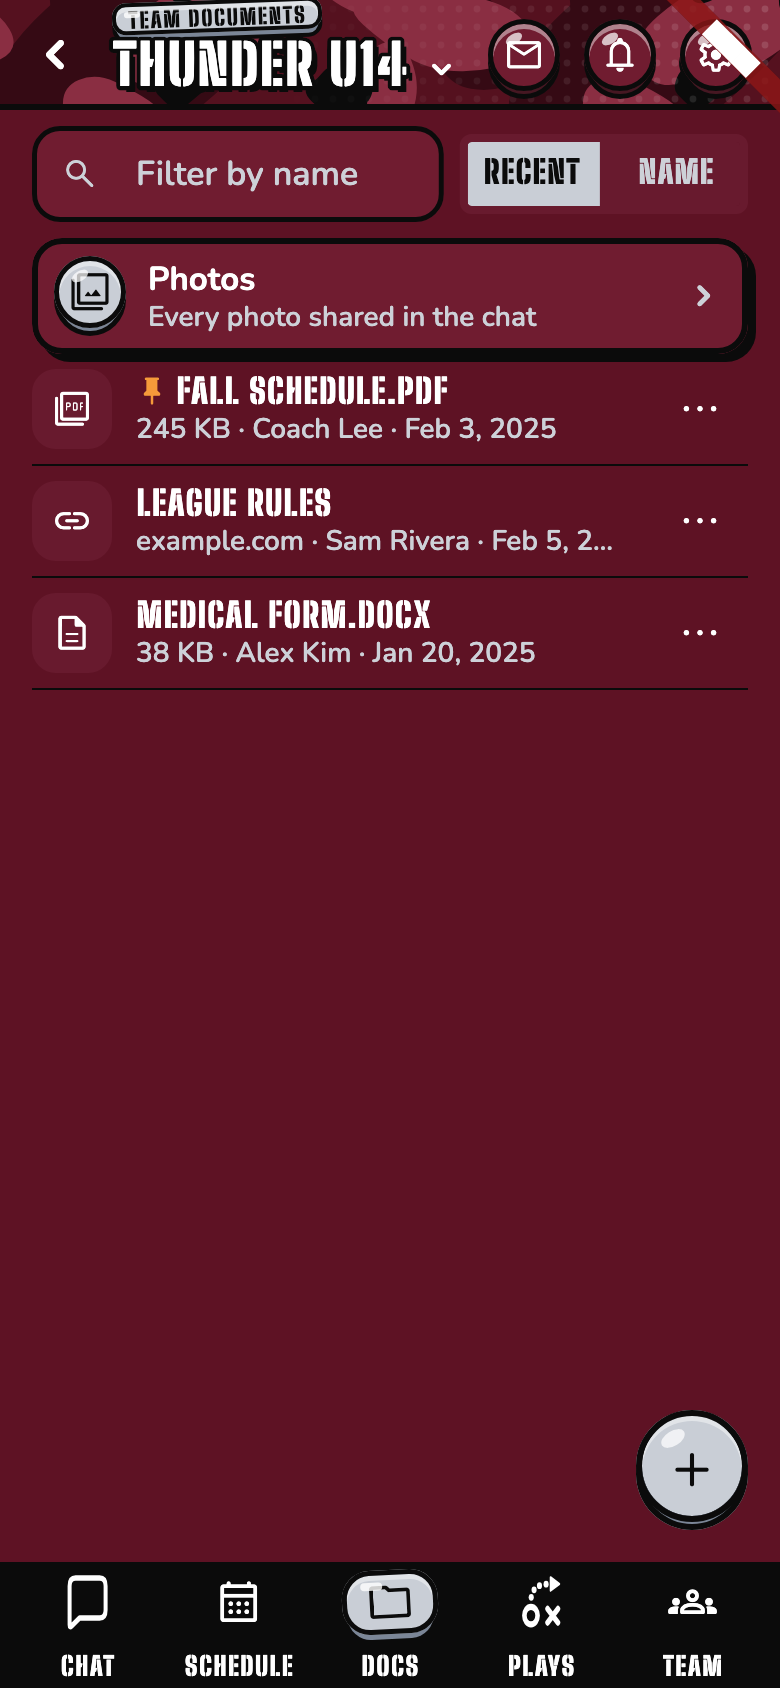 TEAM DOCUMENTS
THUNDER U14
Filter by name
RECENT
NAME
Photos
Every photo shared in the chat
PDF
FALL SCHEDULE.PDF
245 KB · Coach Lee · Feb 3, 2025
LEAGUE RULES
example.com · Sam Rivera · Feb 5, 2...
MEDICAL FORM.DOCX
38 KB · Alex Kim · Jan 20, 2025
CHAT
SCHEDULE
DOCS
PLAYS
TEAM